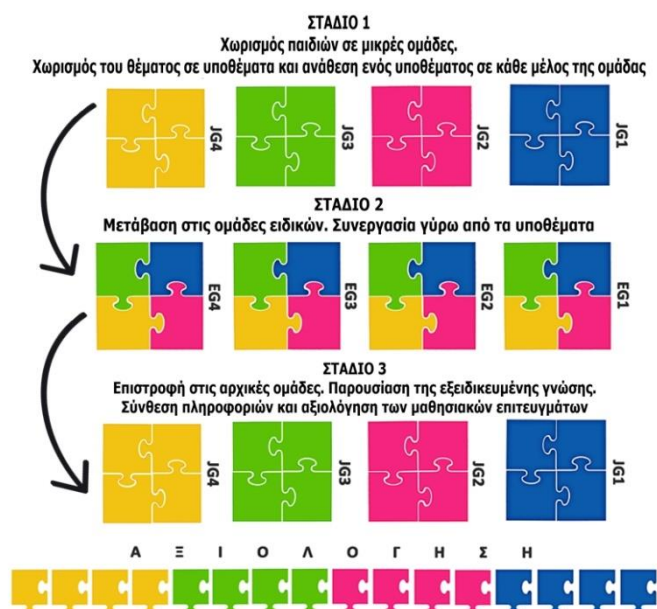 ΣΤΑΔΙΟ 1
Χωρισμός παιδιών σε μικρές ομάδες.
Χωρισμός του θέματος σε υποθέματα και ανάθεση ενός υποθέματος σε κάθε μέλος της ομάδας
JG4
JG3
JG2
JG1
ΣΤΑΔΙΟ 2
Μετάβαση στις ομάδες ειδικών. Συνεργασία γύρω από τα υποθέματα
EG4
EG3
EG2
EG1
ΣΤΑΔΙΟ 3
Επιστροφή στις αρχικές ομάδες. Παρουσίαση της εξειδικευμένης γνώσης.
Σύνθεση πληροφοριών και αξιολόγηση των μαθησιακών επιτευγμάτων
JG4
JG3
JG2
JG1
Α Ξ Ι Ο Λ Ο Γ Η Σ Η